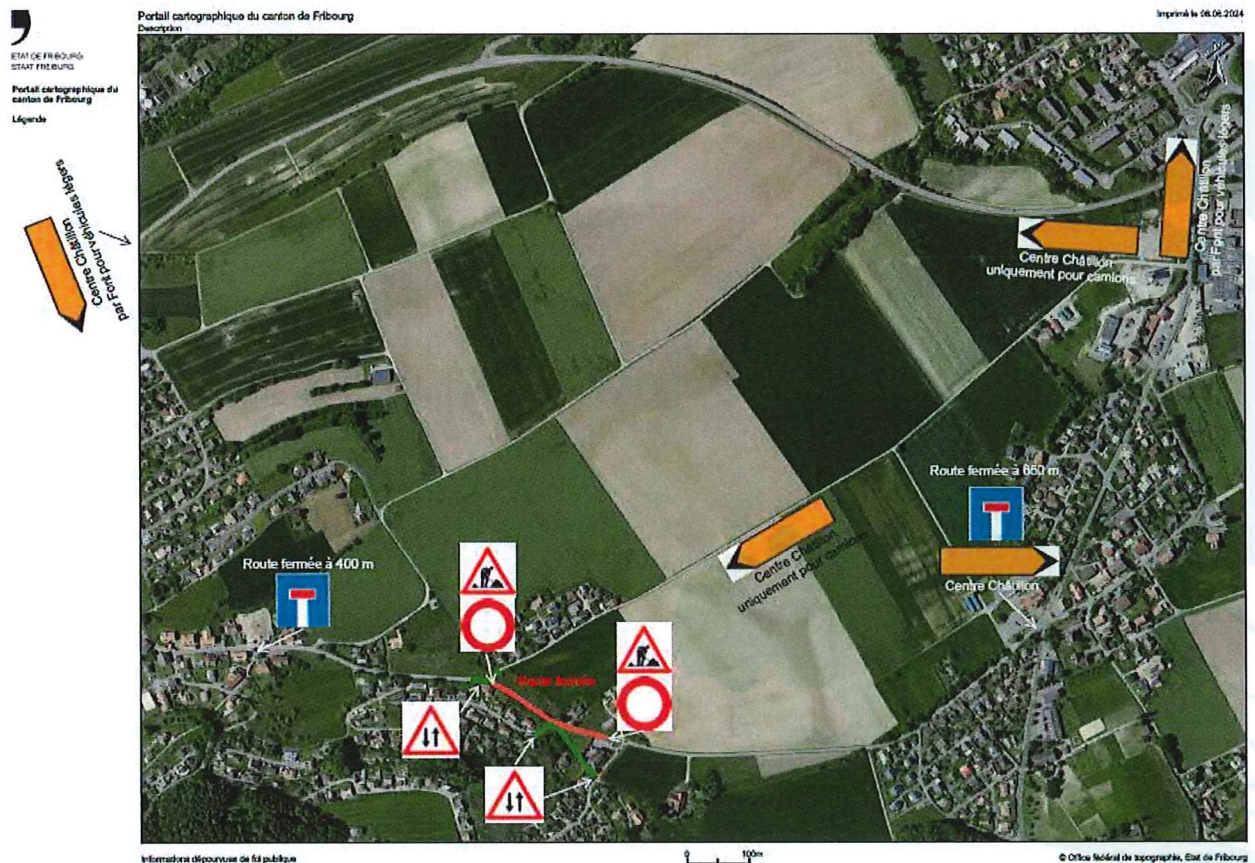 Portail cartographique du canton de Fribourg
Description
Imprimé le 06.06.2024
ETAT DE FRIBOURG
STAAT FREIBURG
Portail cartographique du
canton de Fribourg
Légende
Centre Châtillon
par Font pour véhicules légers
Centre Châtillon
par Font pour véhicules légers
Centre Châtillon
uniquement pour camions
Route fermée à 650 m
Centre Châtillon
Centre Châtillon
uniquement pour camions
Route fermée à 400 m
Route fermée
Informations dépourvues de foi publique
0 100m
© Office fédéral de topographie, Etat de Fribourg